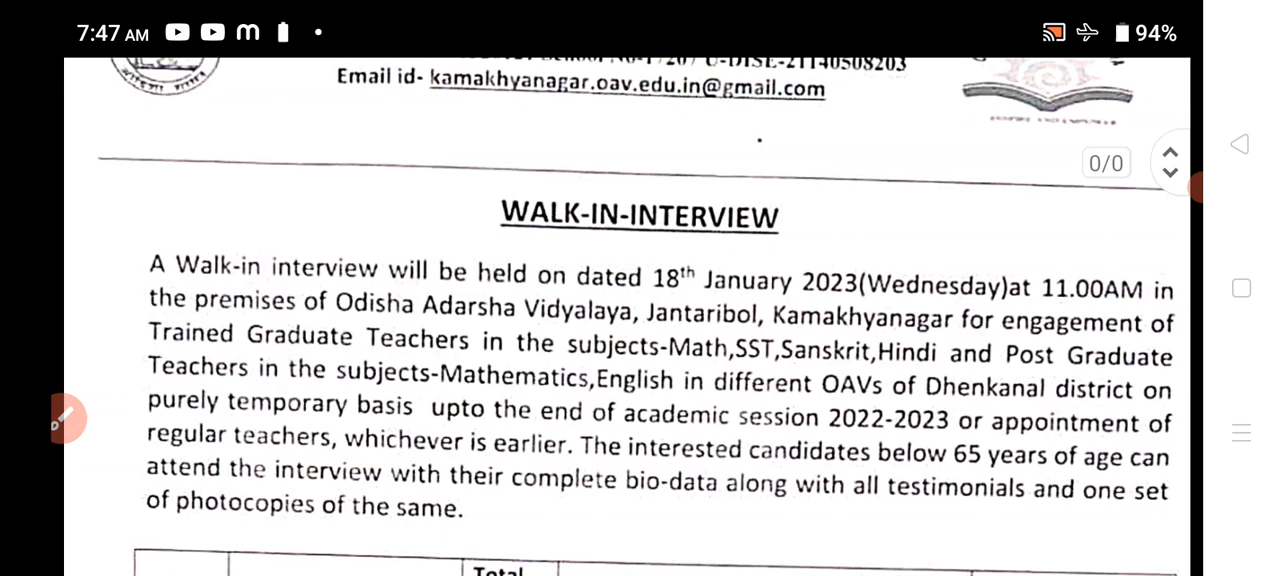 7:47 AM
94%
U-DISE-21140508203
Email id- kamakhyanagar.oav.edu.in@gmail.com
0/0
WALK-IN-INTERVIEW
A Walk-in interview will be held on dated 18th January 2023(Wednesday)at 11.00AM in
the premises of Odisha Adarsha Vidyalaya, Jantaribol, Kamakhyanagar for engagement of
Trained Graduate Teachers in the subjects-Math,SST,Sanskrit,Hindi and Post Graduate
Teachers in the subjects-Mathematics,English in different OAVs of Dhenkanal district on
purely temporary basis upto the end of academic session 2022-2023 or appointment of
regular teachers, whichever is earlier. The interested candidates below 65 years of age can
attend the interview with their complete bio-data along with all testimonials and one set
of photocopies of the same.
Total